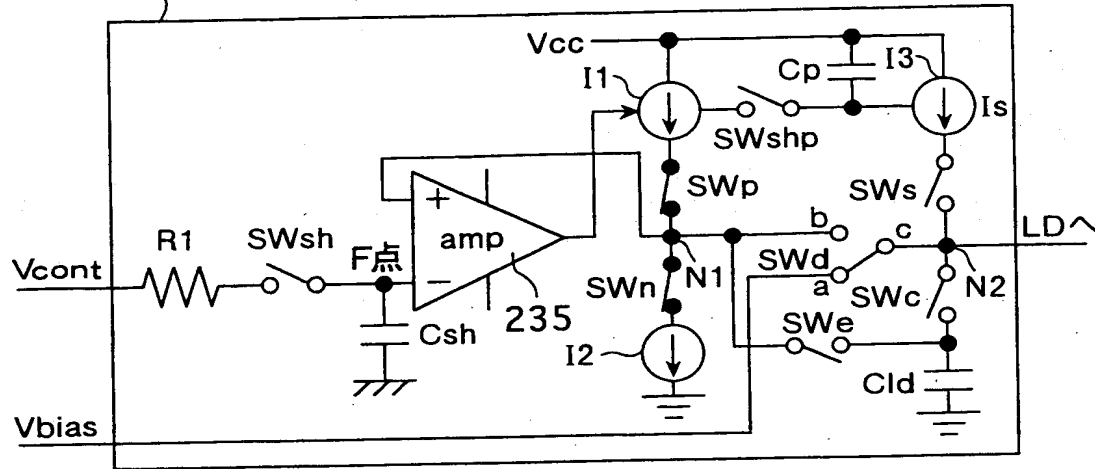 Vcc
Cp
I3
I1
Is
SWshp
SWs
SWp
b
c
LDへ
R1
SWsh
F点
+
amp
−
Vcont
N1
SWd
a
N2
SWn
SWc
235
Csh
SWe
I2
Cld
Vbias